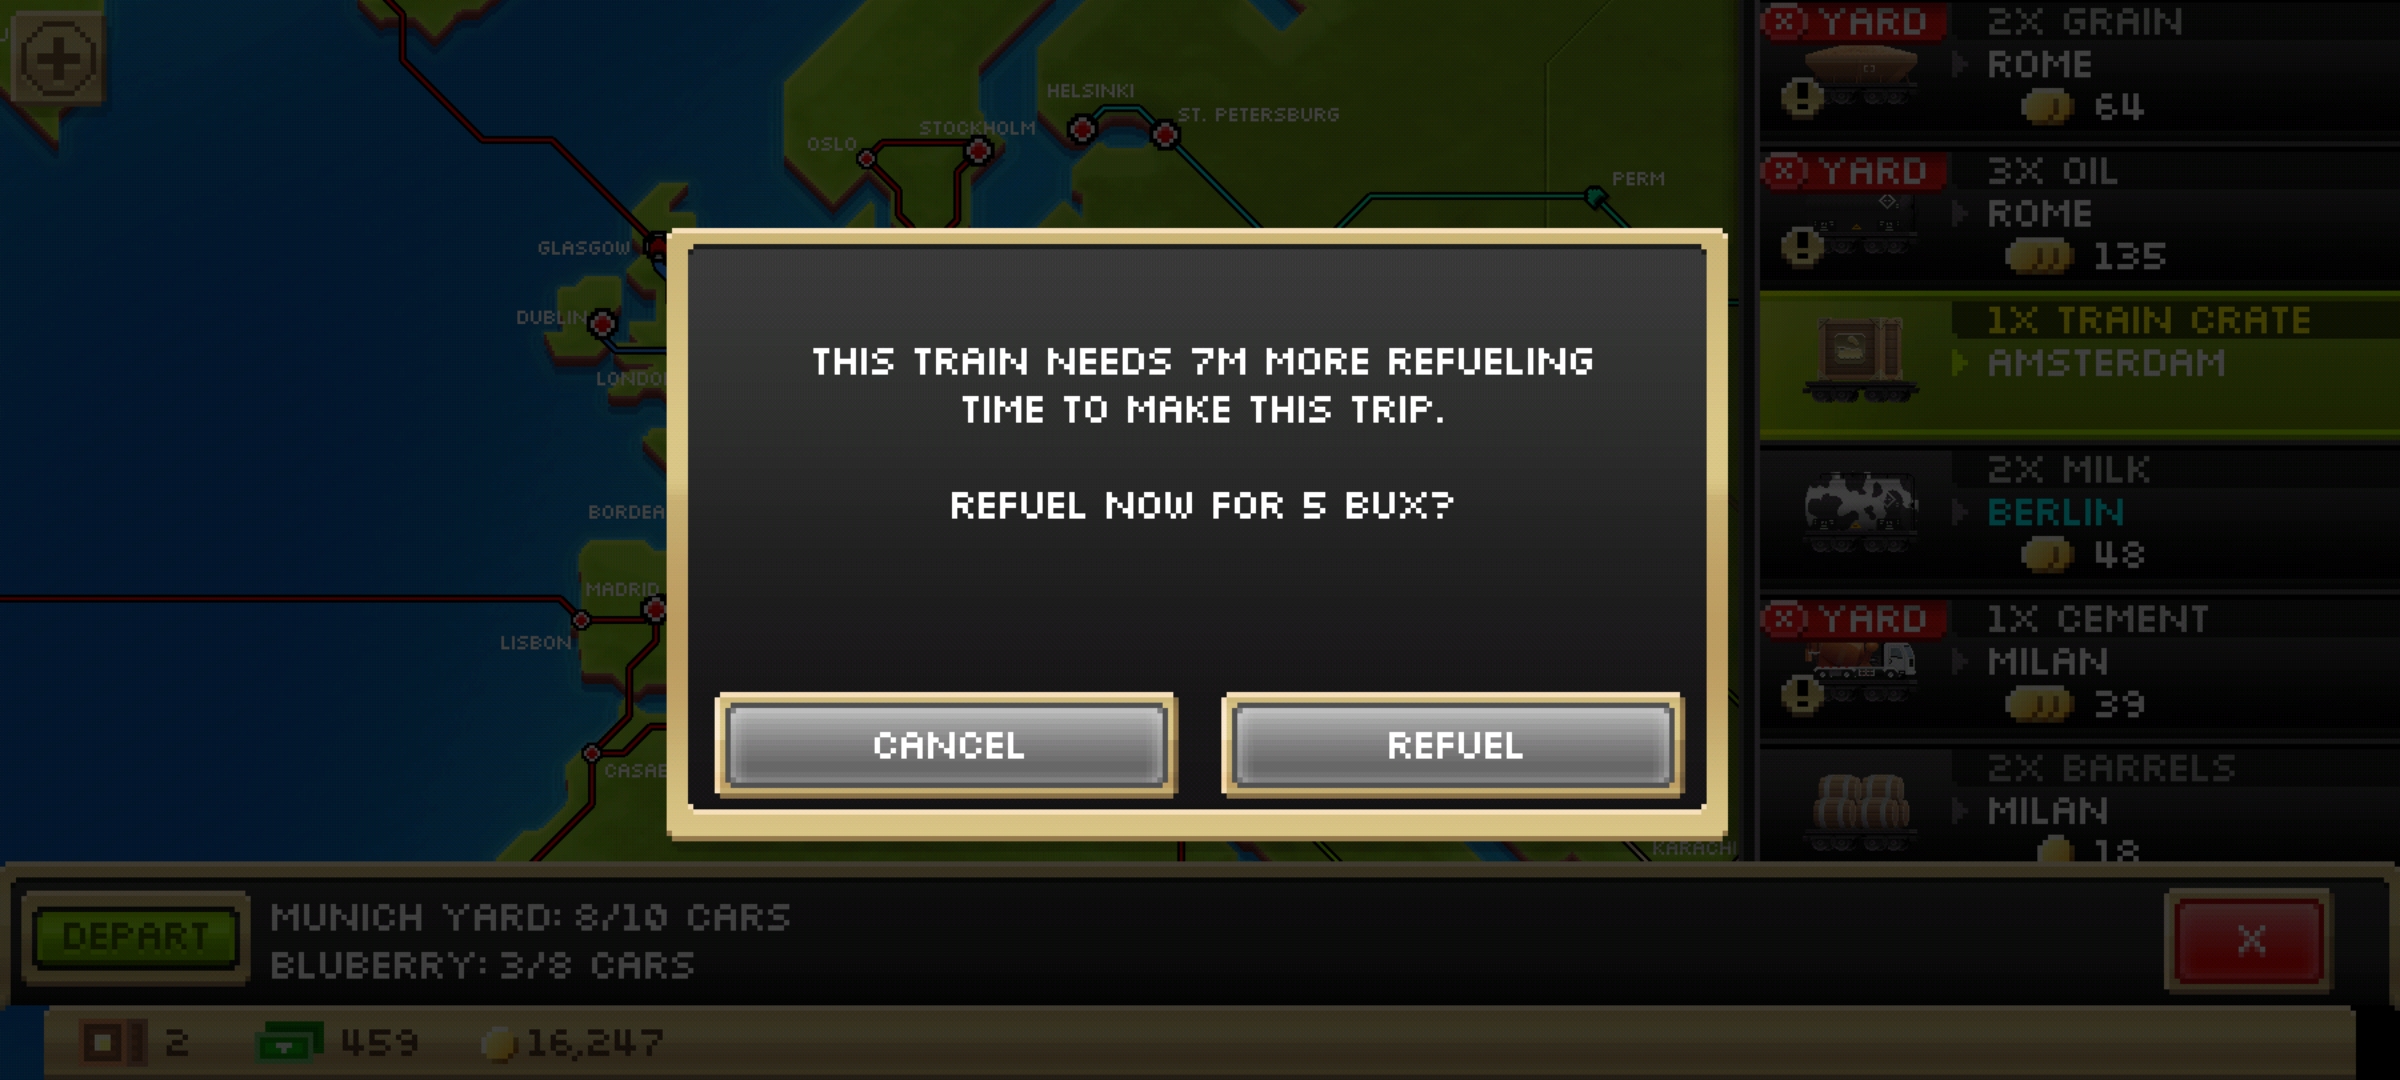 HELSINKI
ST. PETERSBURG
STOCKHOLM
OSLO
PERM
GLASGOW
DUBLIN
MADRID
LISBON
KARACHI
THIS TRAIN NEEDS 7M MORE REFUELING
TIME TO MAKE THIS TRIP.
REFUEL NOW FOR 5 BUX?
CANCEL
REFUEL
YARD
2X GRAIN
ROME
64
YARD
3X OIL
ROME
135
1X TRAIN CRATE
AMSTERDAM
2X MILK
BERLIN
48
YARD
1X CEMENT
MILAN
39
2X BARRELS
MILAN
18
DEPART
MUNICH YARD: 8/10 CARS
BLUBERRY: 3/8 CARS
X
2
459
16,247